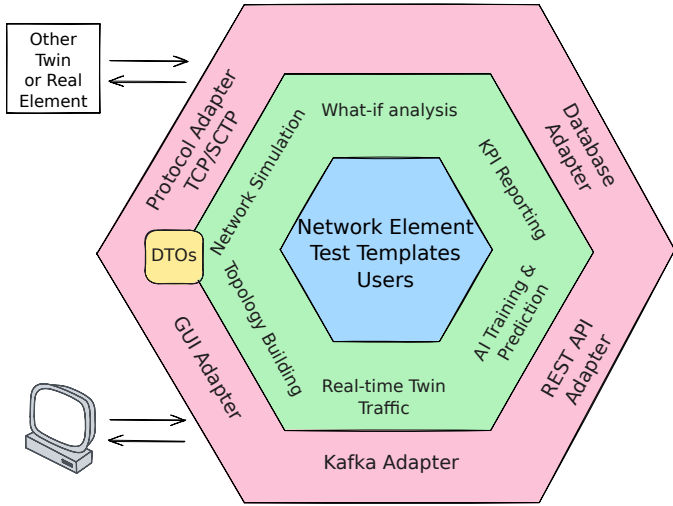 Other
Twin
or Real
Element
Protocol Adapter
TCP/SCTP
Database
Adapter
What-if analysis
Network Simulation
KPI Reporting
Network Element
Test Templates
Users
DTOs
Topology Building
AI Training &
Prediction
GUI Adapter
REST API
Adapter
Real-time Twin
Traffic
Kafka Adapter